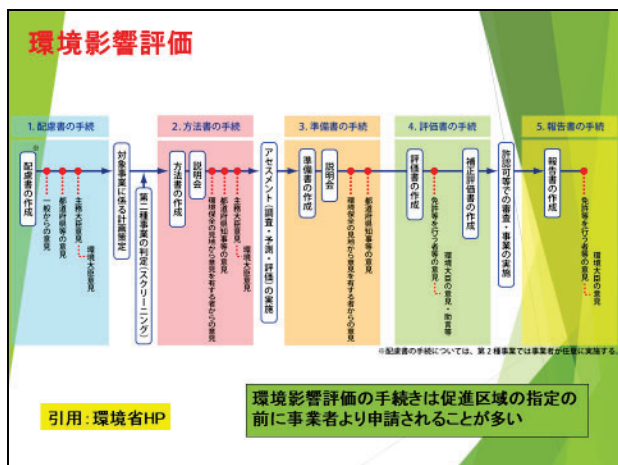 環境影響評価
1.配慮書の手続
※
配慮書の作成
一般からの意見
都道府県等の意見
主務大臣意見
環境大臣意見
対象事業に係る計画策定
第二種事業の判定(スクリーニング)
2.方法書の手続
方法書の作成
説明会
環境保全の見地から意見を有する者からの意見
都道府県知事等の意見
主務大臣意見
環境大臣意見
アセスメント(調査・予測・評価)の実施
3.準備書の手続
準備書の作成
説明会
環境保全の見地から意見を有する者からの意見
都道府県知事等の意見
4.評価書の手続
評価書の作成
免許等を行う者等の意見
環境大臣の意見・助言等
補正評価書の作成
許認可等での審査・事業の実施
5.報告書の手続
報告書の作成
免許等を行う者等の意見
環境大臣の意見
※配慮書の手続については、第2種事業では事業者が任意に実施する。
引用:環境省HP
環境影響評価の手続きは促進区域の指定の
前に事業者より申請されることが多い